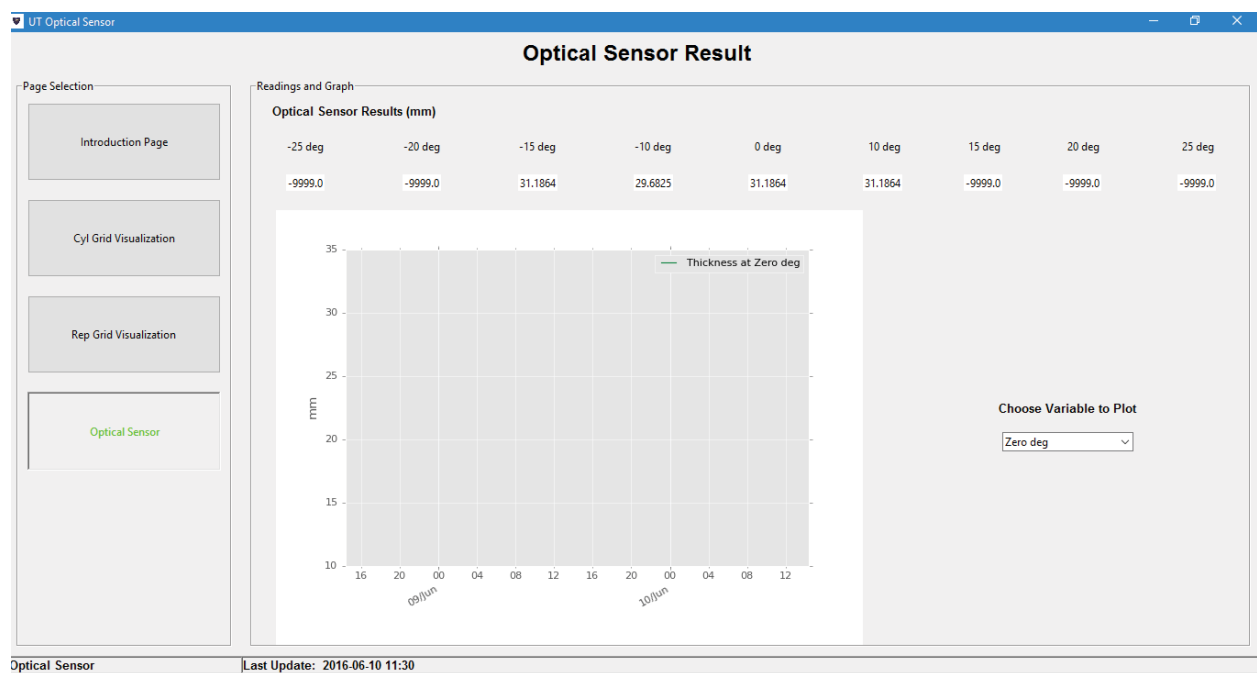 UT Optical Sensor
Optical Sensor Result
Page Selection
Introduction Page
Cyl Grid Visualization
Rep Grid Visualization
Optical Sensor
Readings and Graph
Optical Sensor Results (mm)
-25 deg -20 deg -15 deg -10 deg 0 deg 10 deg 15 deg 20 deg 25 deg
-9999.0 -9999.0 31.1864 29.6825 31.1864 31.1864 -9999.0 -9999.0 -9999.0
Thickness at Zero deg
35
30
25
20
15
10
mm
16 20 00 04 08 12 16 20 00 04 08 12
09/Jun 10/Jun
Choose Variable to Plot
Zero deg
Optical Sensor Last Update: 2016-06-10 11:30